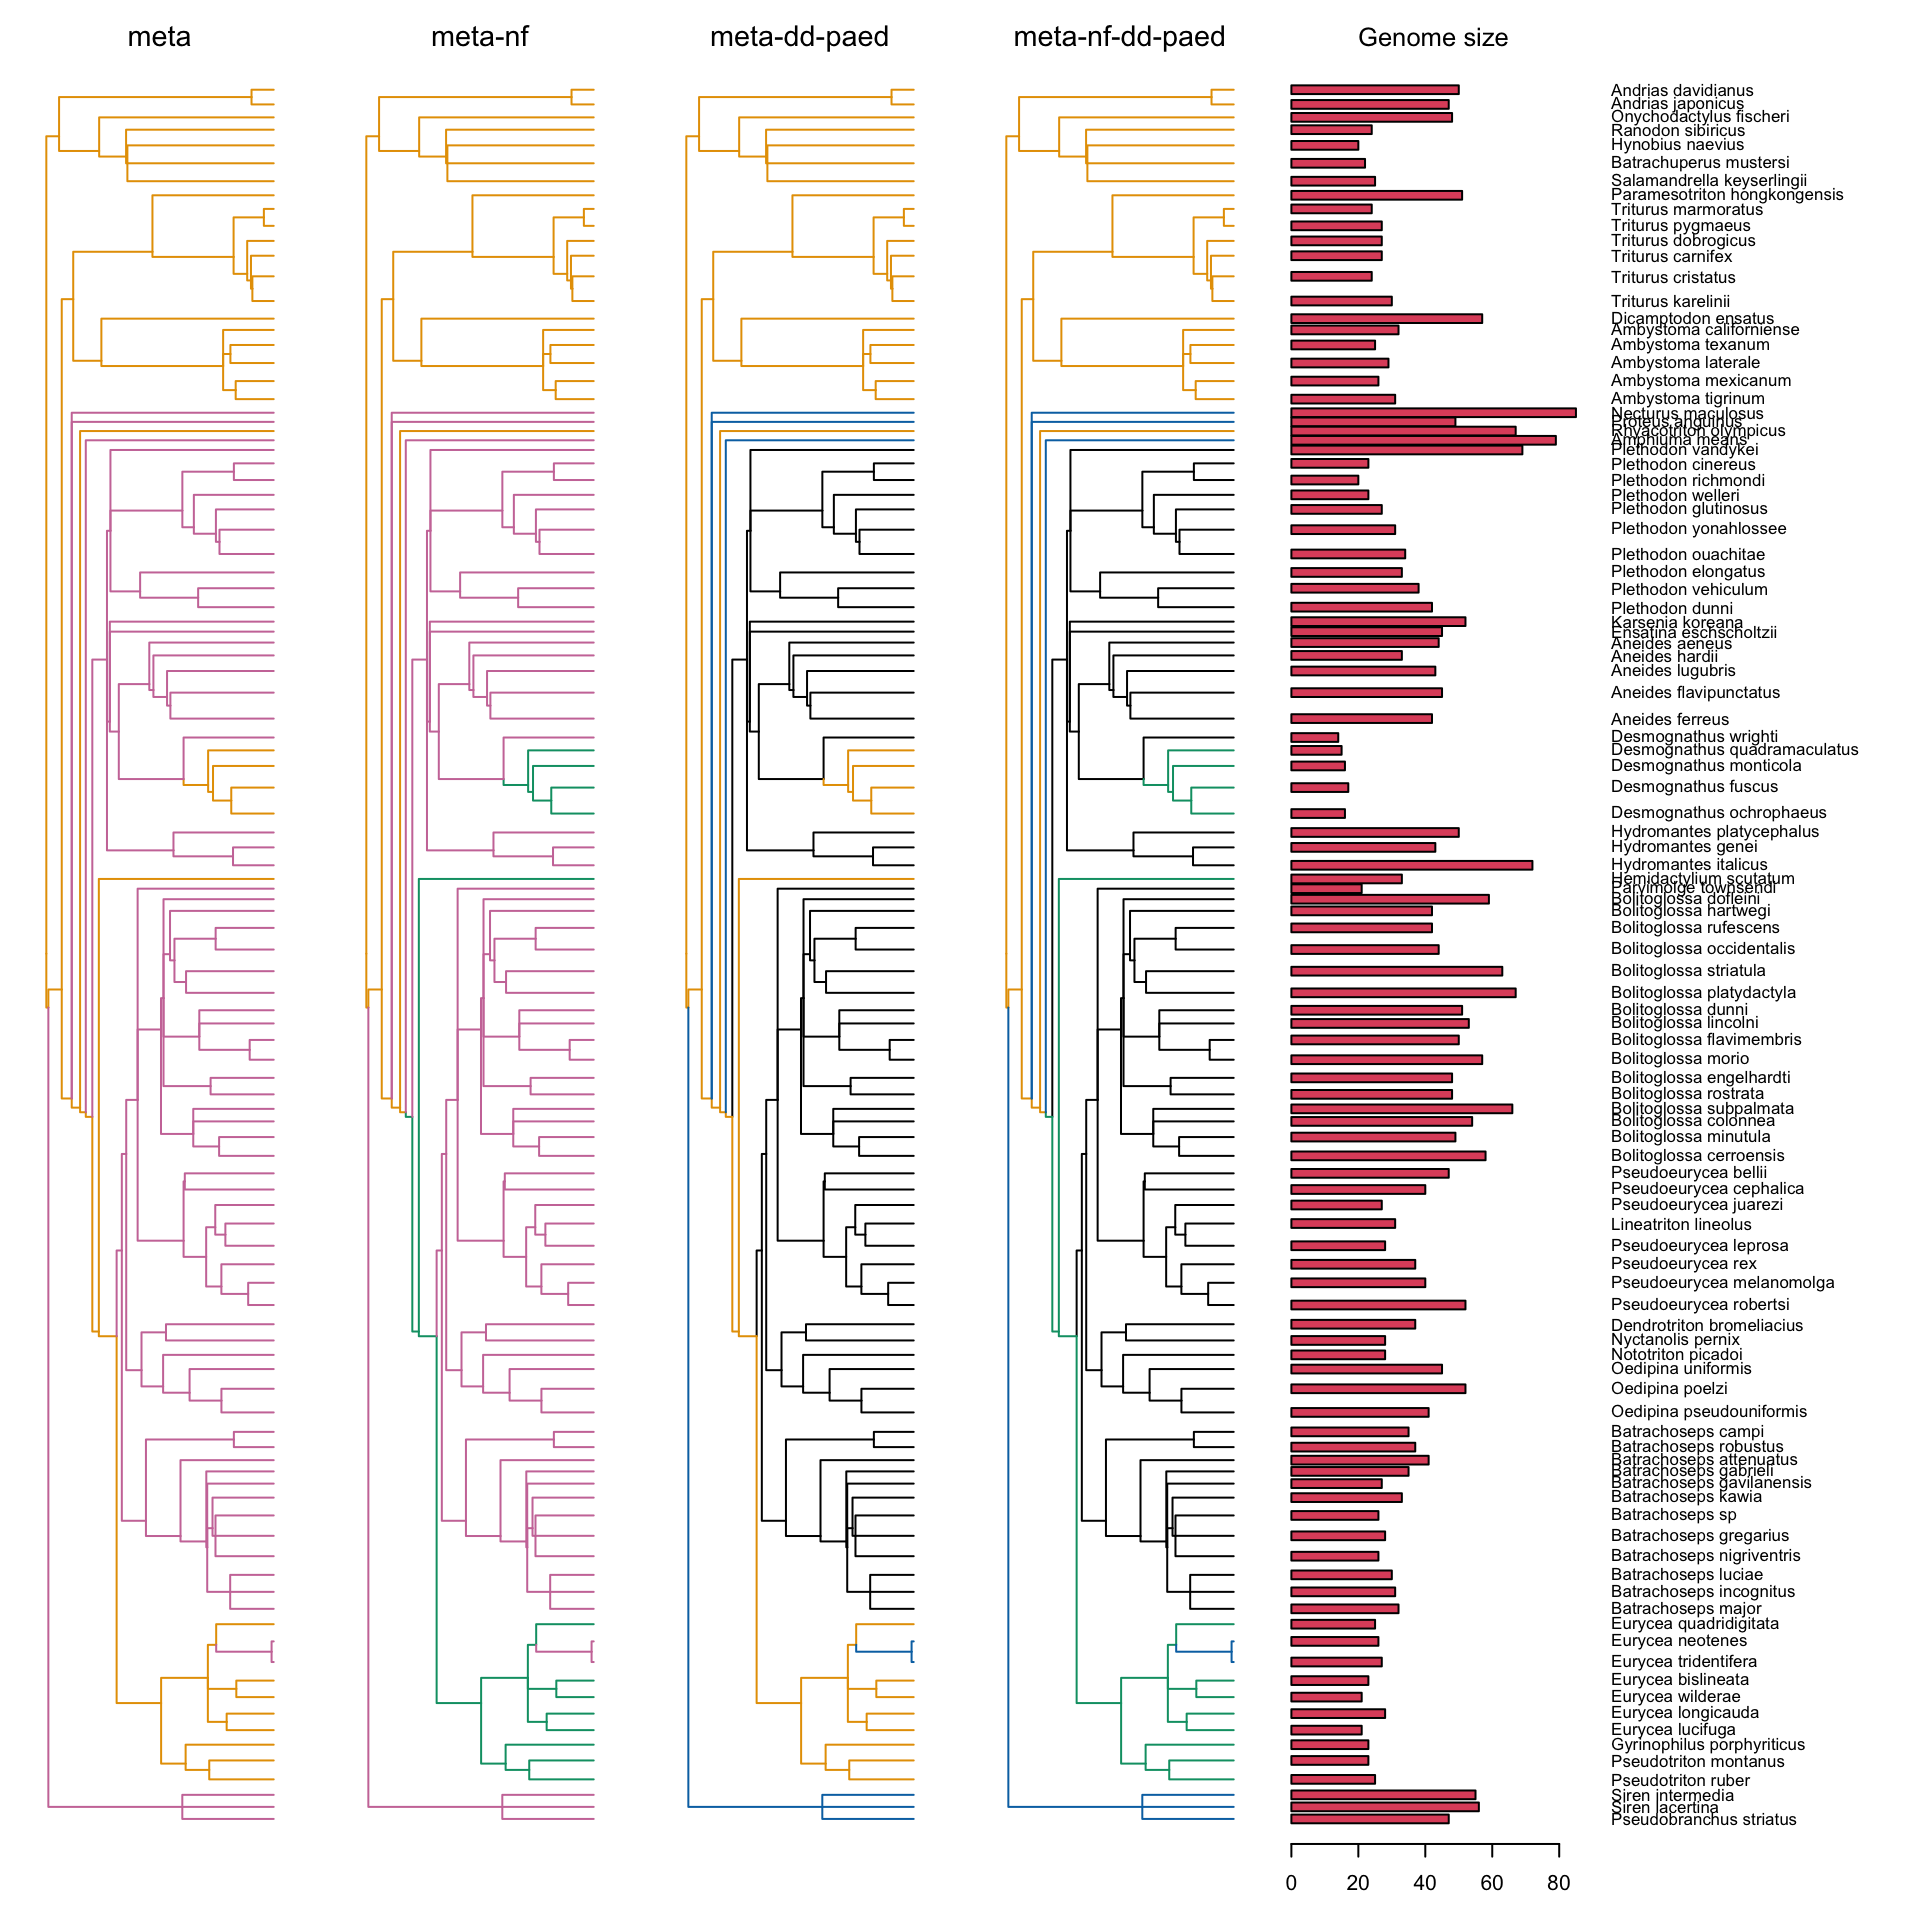 meta meta-nf meta-dd-paed meta-nf-dd-paed Genome size
Andrias davidianus
Andrias japonicus
Onychodactylus fischeri
Ranodon sibiricus
Hynobius naevius
Batrachuperus mustersi
Salamandrella keyserlingii
Paramesotriton hongkongensis
Triturus marmoratus
Triturus pygmaeus
Triturus dobrogicus
Triturus carnifex
Triturus cristatus
Triturus karelinii
Dicamptodon ensatus
Ambystoma californiense
Ambystoma texanum
Ambystoma laterale
Ambystoma mexicanum
Ambystoma tigrinum
Necturus maculosus
Proteus anguinus
Rhyacotriton olympicus
Amphiuma means
Plethodon vandykei
Plethodon cinereus
Plethodon richmondi
Plethodon welleri
Plethodon glutinosus
Plethodon yonahlossee
Plethodon ouachitae
Plethodon elongatus
Plethodon vehiculum
Plethodon dunni
Karsenia koreana
Ensatina eschscholtzii
Aneides aeneus
Aneides hardii
Aneides lugubris
Aneides flavipunctatus
Aneides ferreus
Desmognathus wrighti
Desmognathus quadramaculatus
Desmognathus monticola
Desmognathus fuscus
Desmognathus ochrophaeus
Hydromantes platycephalus
Hydromantes genei
Hydromantes italicus
Hemidactylium scutatum
Parvimolge townsendi
Bolitoglossa dofleini
Bolitoglossa hartwegi
Bolitoglossa rufescens
Bolitoglossa occidentalis
Bolitoglossa striatula
Bolitoglossa platydactyla
Bolitoglossa dunni
Bolitoglossa lincolni
Bolitoglossa flavimembris
Bolitoglossa morio
Bolitoglossa engelhardti
Bolitoglossa rostrata
Bolitoglossa subpalmata
Bolitoglossa colonnea
Bolitoglossa minutula
Bolitoglossa cerroensis
Pseudoeurycea bellii
Pseudoeurycea cephalica
Pseudoeurycea juarezi
Lineatriton lineolus
Pseudoeurycea leprosa
Pseudoeurycea rex
Pseudoeurycea melanomolga
Pseudoeurycea robertsi
Dendrotriton bromeliacius
Nyctanolis pernix
Nototriton picadoi
Oedipina uniformis
Oedipina poelzi
Oedipina pseudouniformis
Batrachoseps campi
Batrachoseps robustus
Batrachoseps attenuatus
Batrachoseps gabrieli
Batrachoseps gavilanensis
Batrachoseps kawia
Batrachoseps sp
Batrachoseps gregarius
Batrachoseps nigriventris
Batrachoseps luciae
Batrachoseps incognitus
Batrachoseps major
Eurycea quadridigitata
Eurycea neotenes
Eurycea tridentifera
Eurycea bislineata
Eurycea wilderae
Eurycea longicauda
Eurycea lucifuga
Gyrinophilus porphyriticus
Pseudotriton montanus
Pseudotriton ruber
Siren intermedia
Siren lacertina
Pseudobranchus striatus
0 20 40 60 80